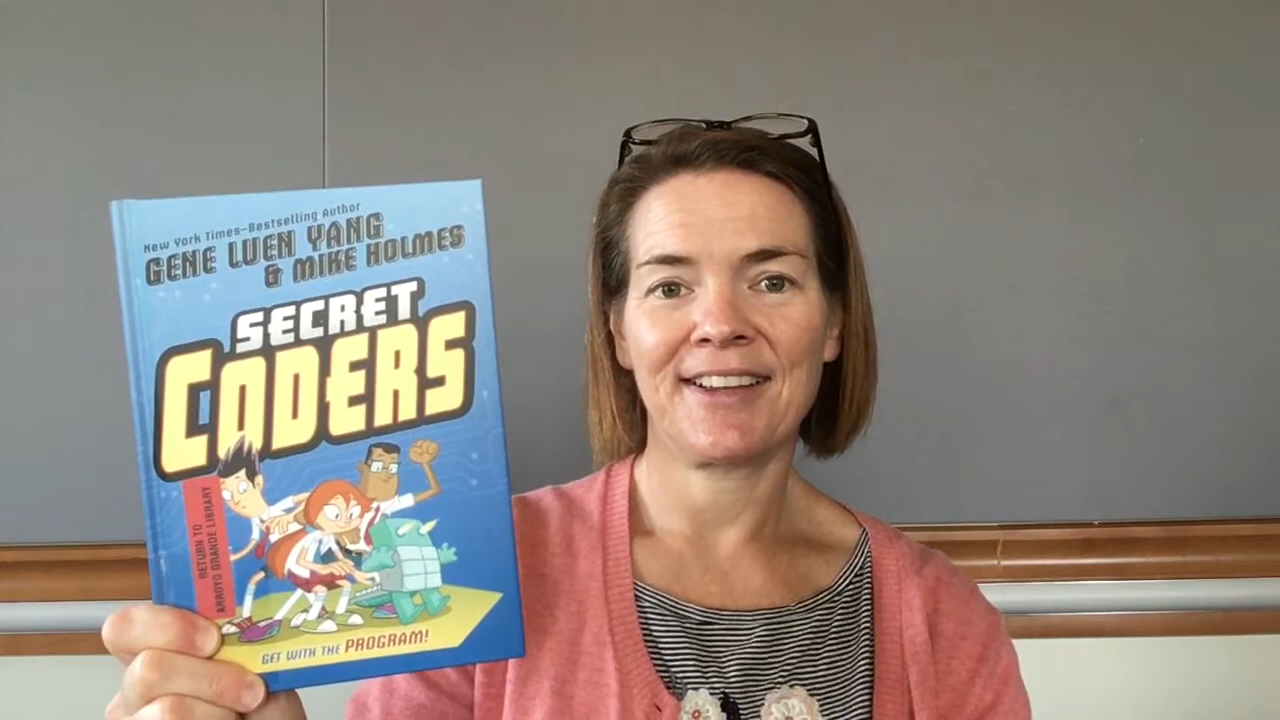 New York Times–Bestselling Author
GENE LUEN YANG
& MIKE HOLMES
SECRET
CODERS
RETURN TO
ARROYO GRANDE LIBRARY
GET WITH THE PROGRAM!